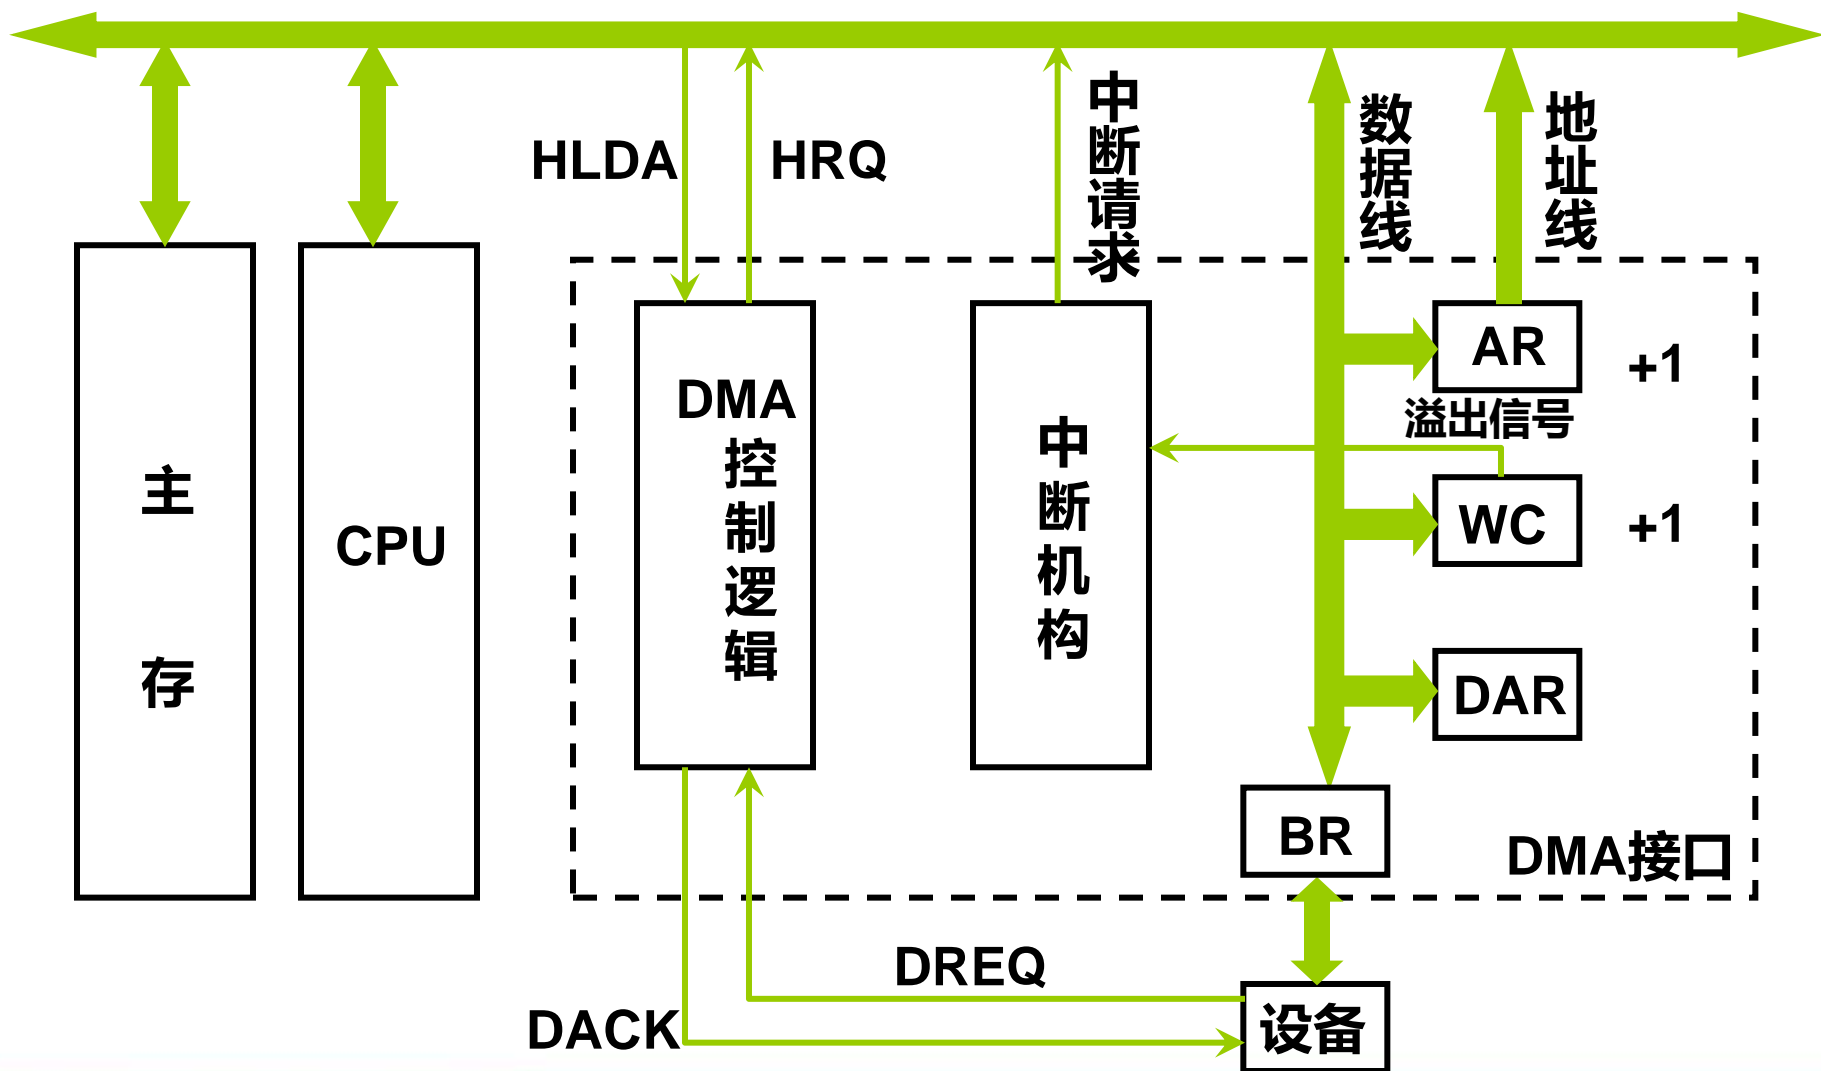 HLDA
HRQ
中断请求
数据线
地址线
主存
CPU
DMA
控制逻辑
中断机构
AR
+1
溢出信号
WC
+1
DAR
BR
DMA接口
DREQ
DACK
设备